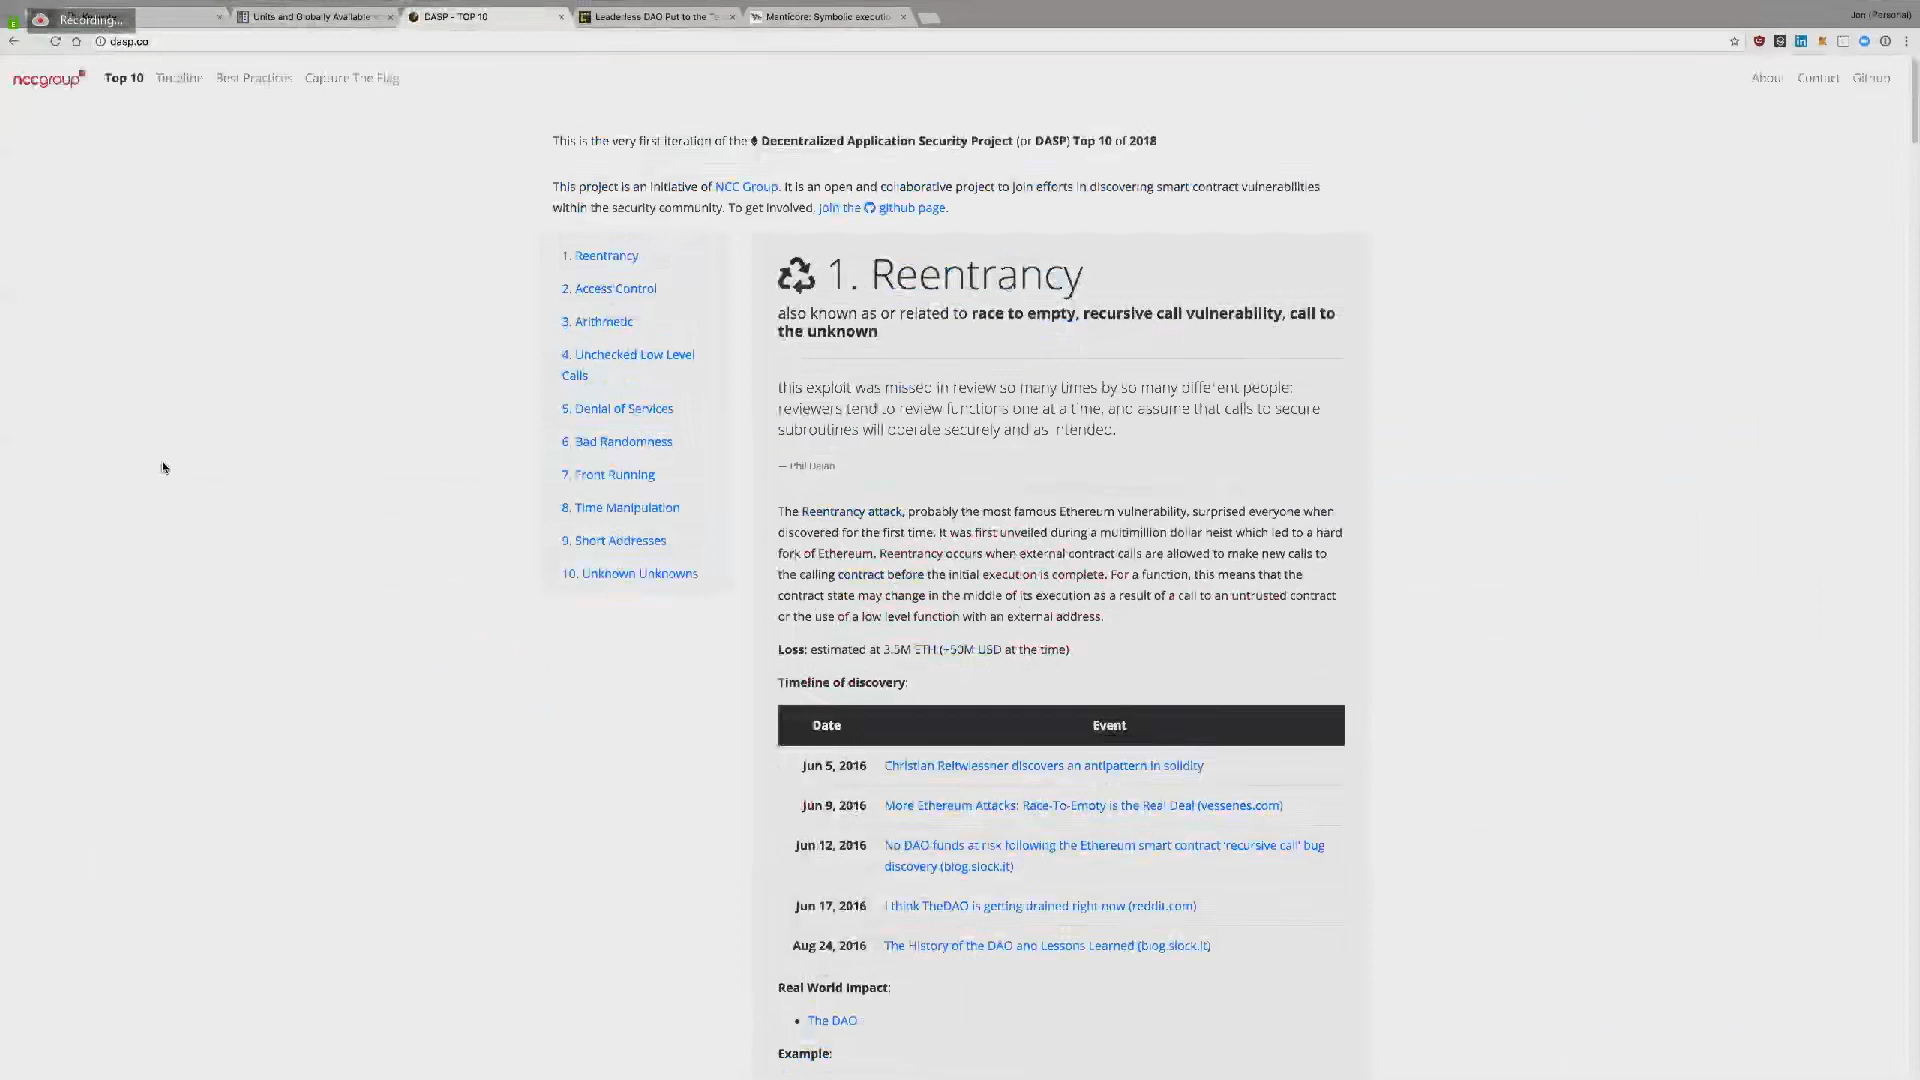 Recording...
Units and Globally Available
DASP - TOP 10
Leaderless DAO Put to the Te
Manticore: Symbolic executio
Jon (Personal)
dasp.co
nccgroup
Top 10 Timeline Best Practices Capture The Flag
About Contact Github
This is the very first iteration of the Decentralized Application Security Project (or DASP) Top 10 of 2018
This project is an initiative of NCC Group. It is an open and collaborative project to join efforts in discovering smart contract vulnerabilities
within the security community. To get involved, join the github page.
1. Reentrancy
2. Access Control
3. Arithmetic
4. Unchecked Low Level
Calls
5. Denial of Services
6. Bad Randomness
7. Front Running
8. Time Manipulation
9. Short Addresses
10. Unknown Unknowns
1. Reentrancy
also known as or related to race to empty, recursive call vulnerability, call to
the unknown
this exploit was missed in review so many times by so many different people:
reviewers tend to review functions one at a time, and assume that calls to secure
subroutines will operate securely and as intended.
— Phil Daian
The Reentrancy attack, probably the most famous Ethereum vulnerability, surprised everyone when
discovered for the first time. It was first unveiled during a multimillion dollar heist which led to a hard
fork of Ethereum. Reentrancy occurs when external contract calls are allowed to make new calls to
the calling contract before the initial execution is complete. For a function, this means that the
contract state may change in the middle of its execution as a result of a call to an untrusted contract
or the use of a low level function with an external address.
Loss: estimated at 3.5M ETH (~50M USD at the time)
Timeline of discovery:
Date Event
Jun 5, 2016 Christian Reitwiessner discovers an antipattern in solidity
Jun 9, 2016 More Ethereum Attacks: Race-To-Empty is the Real Deal (vessenes.com)
Jun 12, 2016 No DAO funds at risk following the Ethereum smart contract 'recursive call' bug
discovery (blog.slock.it)
Jun 17, 2016 I think TheDAO is getting drained right now (reddit.com)
Aug 24, 2016 The History of the DAO and Lessons Learned (blog.slock.it)
Real World Impact:
• The DAO
Example: